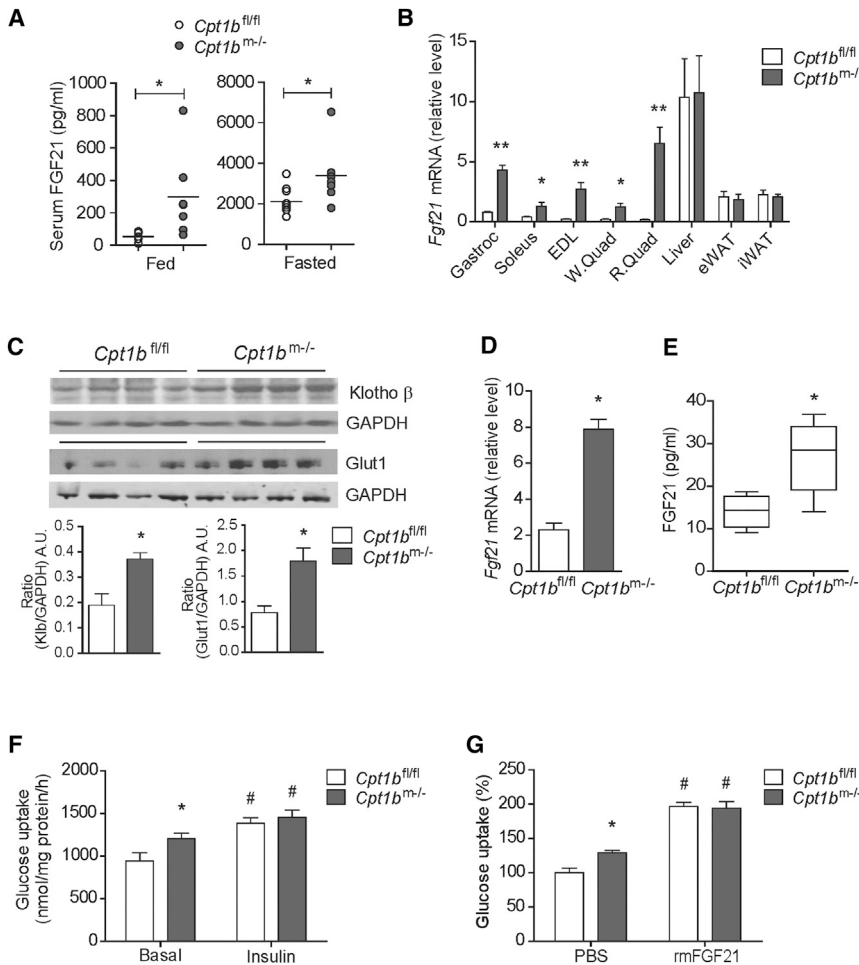 A
Cpt1b fl/fl
Cpt1b m-/-
Serum FGF21 (pg/ml)
1000
800
600
400
200
0
*
Fed
8000
6000
4000
2000
0
*
Fasted
B
Cpt1b fl/fl
Cpt1b m-/
Fgf21 mRNA (relative level)
15
10
5
0
**
*
**
*
**
Gastroc
Soleus
EDL
W.Quad
R.Quad
Liver
eWAT
iWAT
C
Cpt1b fl/fl Cpt1b m-/-
Klotho β
GAPDH
Glut1
GAPDH
Ratio
(Klb/GAPDH) A.U.
0.5
0.4
0.3
0.2
0.1
0.0
*
Ratio
(Glut1/GAPDH) A.U.
2.5
2.0
1.5
1.0
0.5
0.0
*
Cpt1b fl/fl
Cpt1b m-/-
D
Fgf21 mRNA (relative level)
10
8
6
4
2
0
*
Cpt1b fl/fl Cpt1b m-/-
E
FGF21 (pg/ml)
50
40
30
20
10
0
*
Cpt1b fl/fl Cpt1b m-/-
F
Cpt1b fl/fl
Cpt1b m-/-
Glucose uptake
(nmol/mg protein/h)
2000
1500
1000
500
0
*
# #
Basal Insulin
G
Cpt1b fl/fl
Cpt1b m-/
Glucose uptake (%)
250
200
150
100
50
0
*
# #
PBS rmFGF21